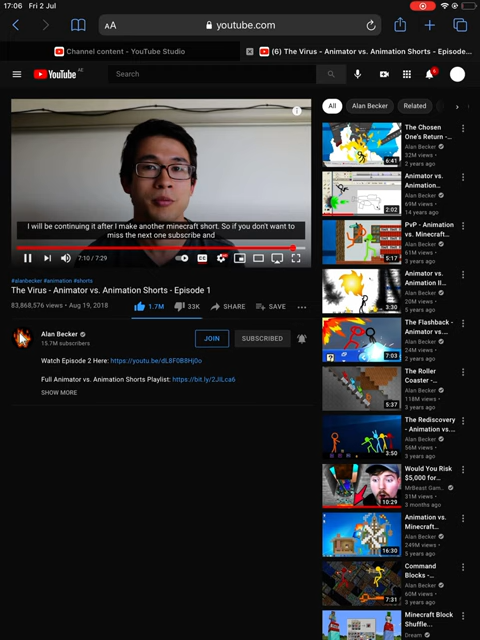 17:06 Fri 2 Jul
AA
youtube.com
Channel content - YouTube Studio
(6) The Virus - Animator vs. Animation Shorts - Episode...
YouTube AE
Search
6
I will be continuing it after I make another minecraft short. So if you don't want to
miss the next one subscribe and
7:10 / 7:29
#alanbecker #animation #shorts
The Virus - Animator vs. Animation Shorts - Episode 1
83,868,576 views • Aug 19, 2018
1.7M
33K
SHARE
SAVE
Alan Becker
15.7M subscribers
JOIN
SUBSCRIBED
Watch Episode 2 Here: https://youtu.be/dLBF0B8Hj0o
Full Animator vs. Animation Shorts Playlist: https://bit.ly/2JlLca6
SHOW MORE
All
Alan Becker
Related
The Chosen
One's Return -...
Alan Becker
32M views •
2 years ago
6:41
Animator vs.
Animation...
Alan Becker
69M views •
14 years ago
2:02
PvP - Animation
vs. Minecraft...
Alan Becker
61M views •
3 years ago
5:17
Animator vs.
Animation II...
Alan Becker
20M views •
5 years ago
3:30
The Flashback -
Animator vs....
Alan Becker
24M views •
2 years ago
7:03
The Roller
Coaster -...
Alan Becker
118M views •
3 years ago
5:37
The Rediscovery
- Animation vs....
Alan Becker
56M views •
3 years ago
3:50
Would You Risk
$5,000 for...
MrBeast Gam...
31M views •
3 months ago
10:29
Animation vs.
Minecraft...
Alan Becker
249M views •
5 years ago
16:30
Command
Blocks -...
Alan Becker
60M views •
3 years ago
7:31
Minecraft Block
Shuffle...
Dream